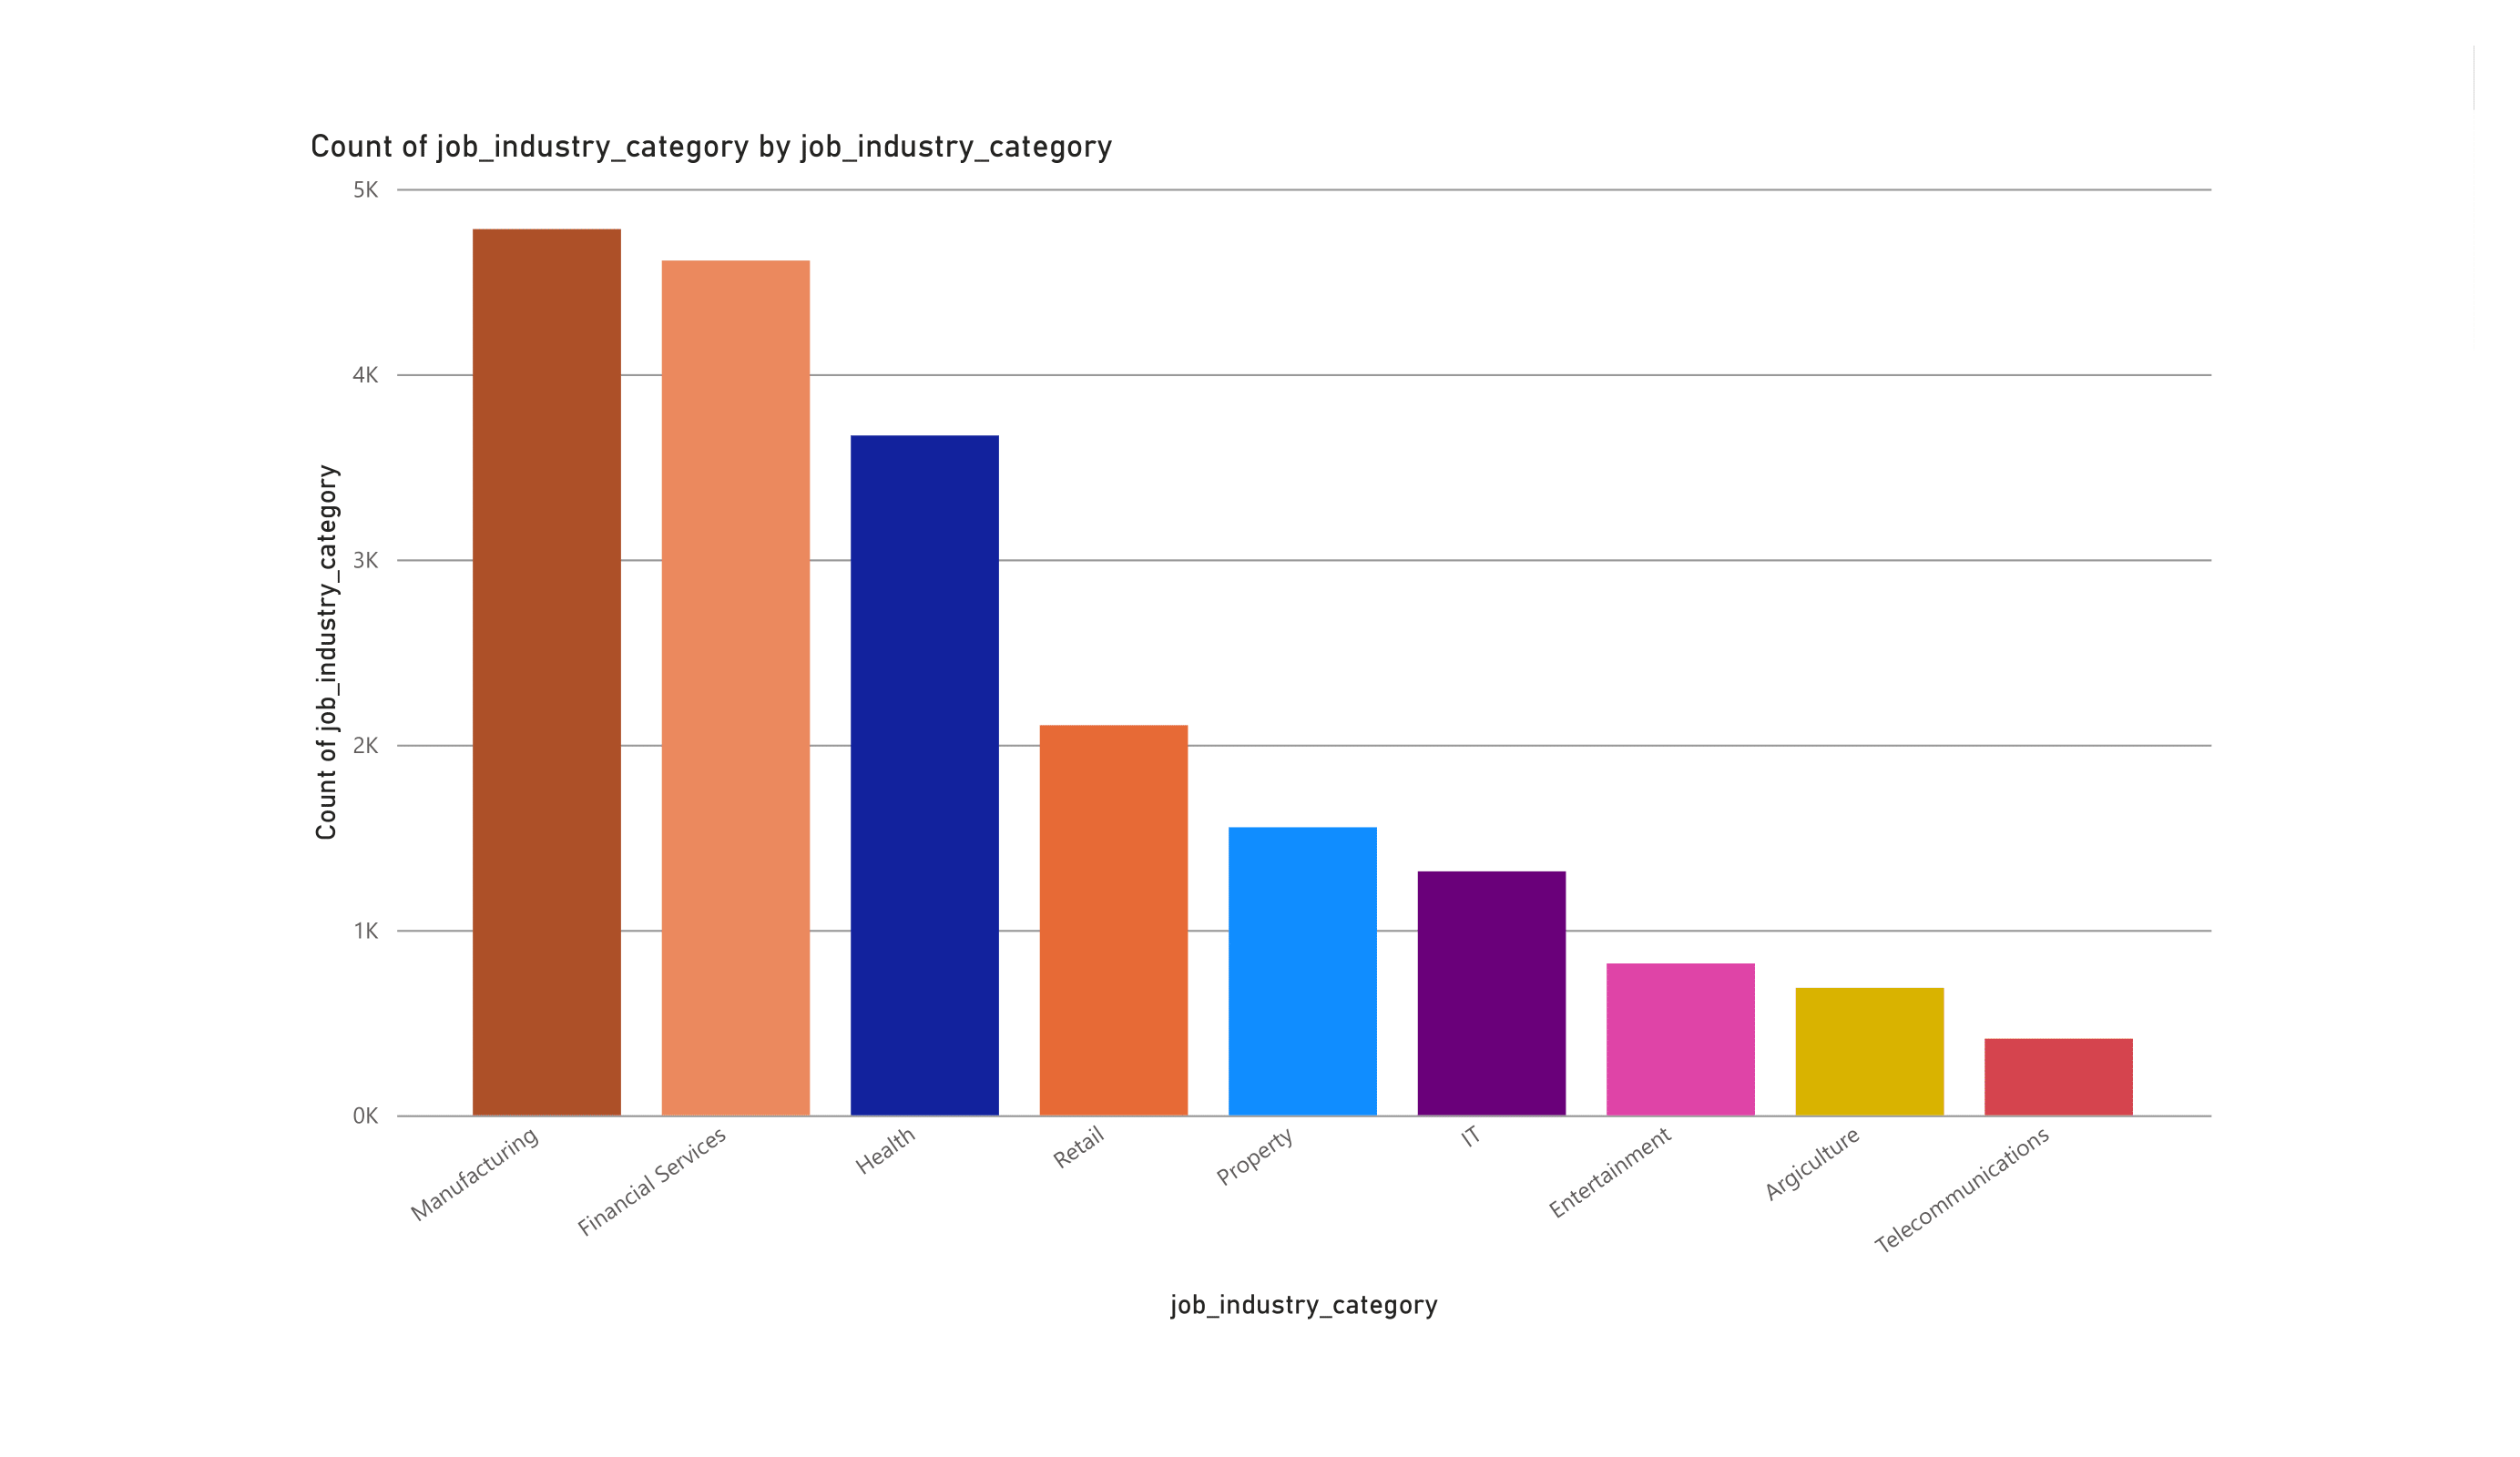 Count of job_industry_category by job_industry_category
5K
4K
3K
2K
1K
0K
Count of job_industry_category
Manufacturing
Financial Services
Health
Retail
Property
IT
Entertainment
Argiculture
Telecommunications
job_industry_category